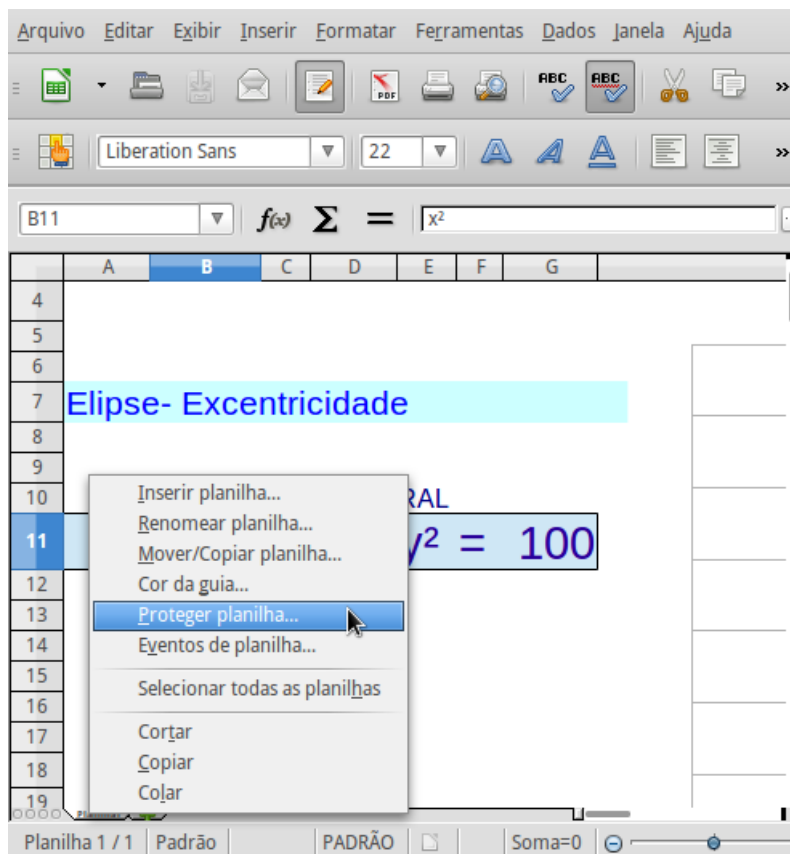 Arquivo Editar Exibir Inserir Formatar Ferramentas Dados Janela Ajuda
PDF ABC ABC »
Liberation Sans 22 A A A »
B11 f(x) Σ = x²
A B C D E F G
4
5
6
7 Elipse- Excentricidade
8
9
10 RAL
11 y² = 100
12
13
14
15
16
17
18
19
Inserir planilha...
Renomear planilha...
Mover/Copiar planilha...
Cor da guia...
Proteger planilha...
Eventos de planilha...
Selecionar todas as planilhas
Cortar
Copiar
Colar
Planilha 1 / 1 Padrão PADRÃO Soma=0